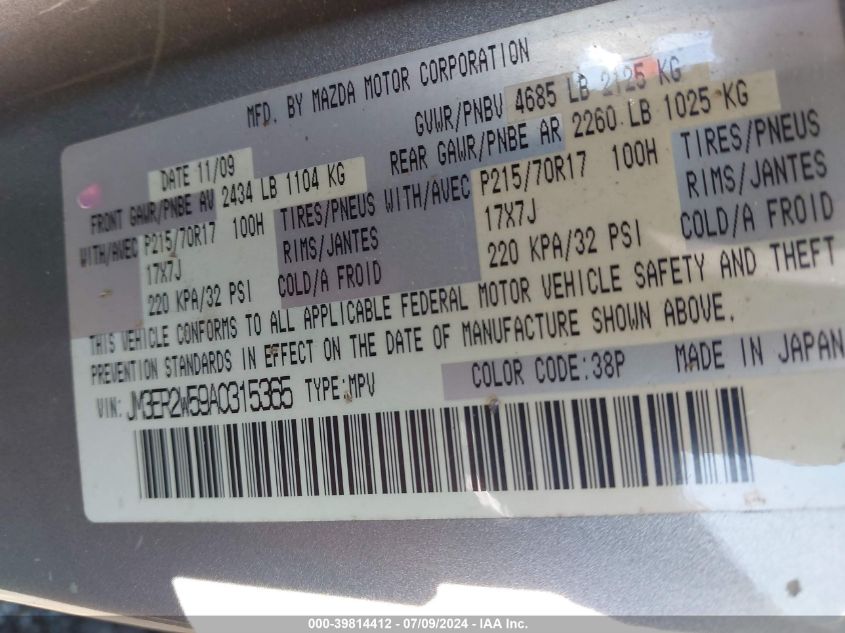 MFD. BY MAZDA MOTOR CORPORATION
DATE 11/09 GVWR/PNBV 4685 LB 2125 KG
FRONT GAWR/PNBE AV 2434 LB 1104 KG REAR GAWR/PNBE AR 2260 LB 1025 KG
WITH/AVEC P215/70R17 100H TIRES/PNEUS WITH/AVEC P215/70R17 100H TIRES/PNEUS
17X7J RIMS/JANTES 17X7J RIMS/JANTES
220 KPA/32 PSI COLD/A FROID 220 KPA/32 PSI COLD/A FROID
THIS VEHICLE CONFORMS TO ALL APPLICABLE FEDERAL MOTOR VEHICLE SAFETY AND THEFT
PREVENTION STANDARDS IN EFFECT ON THE DATE OF MANUFACTURE SHOWN ABOVE.
VIN: JM3ER2W59A0315365 TYPE:MPV COLOR CODE:38P MADE IN JAPAN
000-39814412 - 07/09/2024 - IAA Inc.